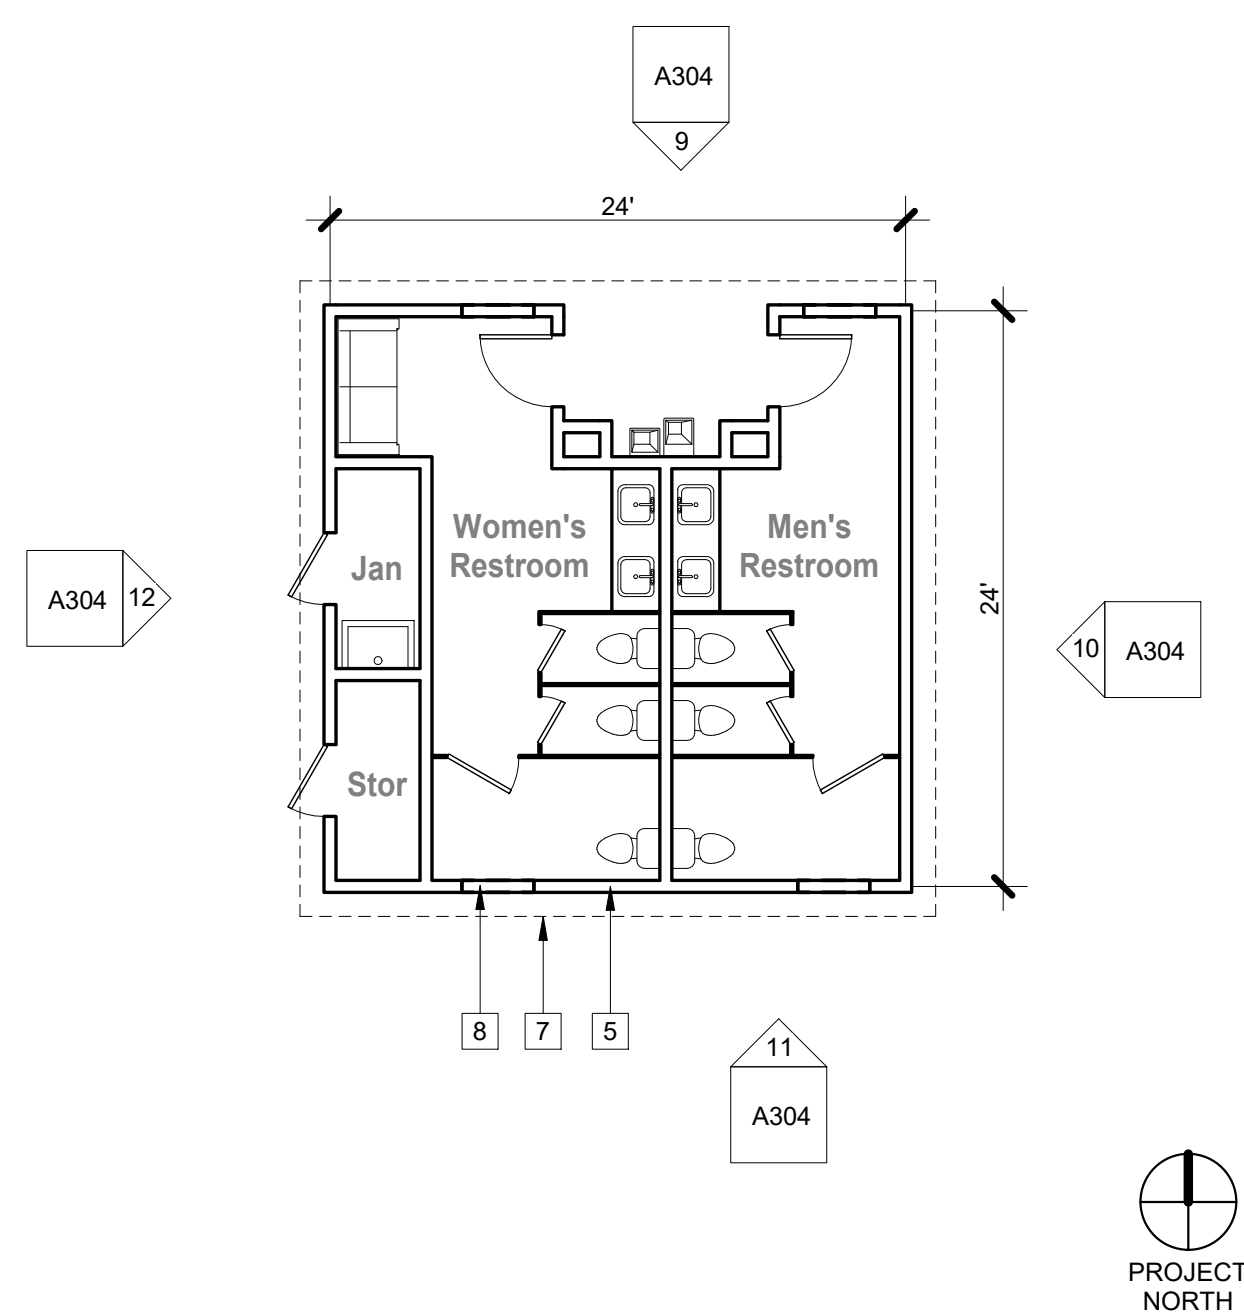 A304
9
24'
Women's
Restroom
Men's
Restroom
Jan
A304 12
24'
10 A304
Stor
8 7 5
11
A304
PROJECT
NORTH